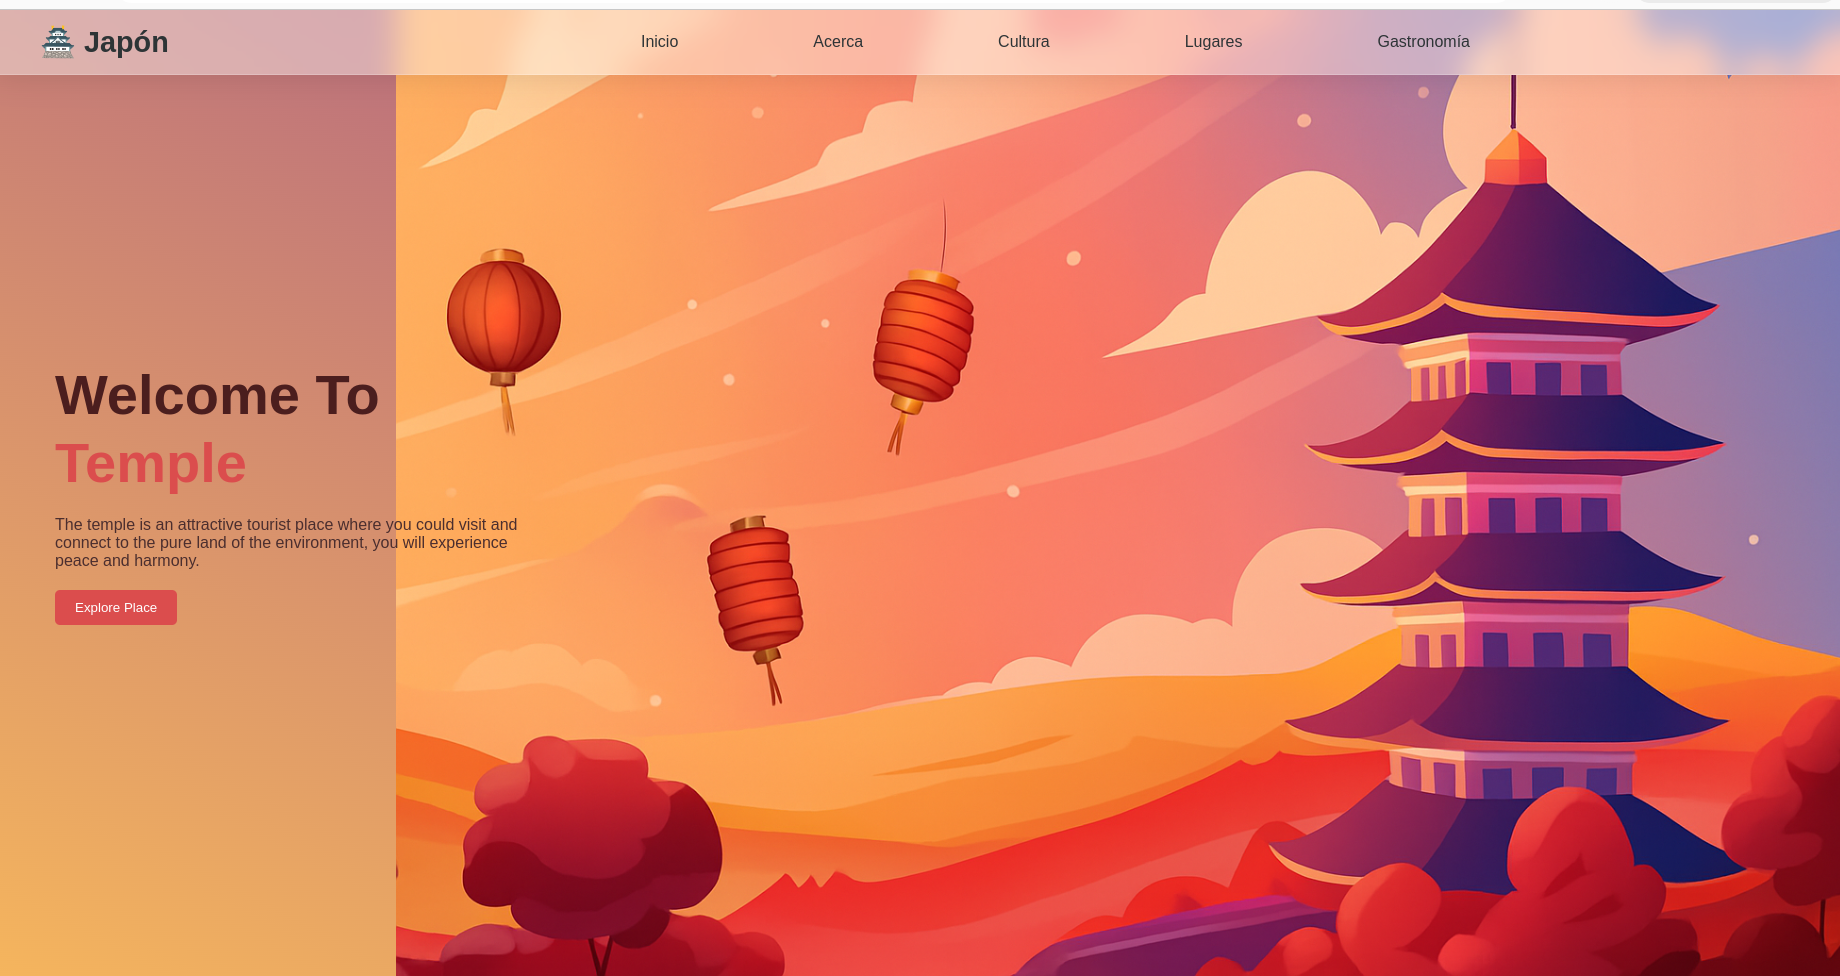 Japón
Inicio
Acerca
Cultura
Lugares
Gastronomía
Welcome To
Temple
The temple is an attractive tourist place where you could visit and
connect to the pure land of the environment, you will experience
peace and harmony.
Explore Place